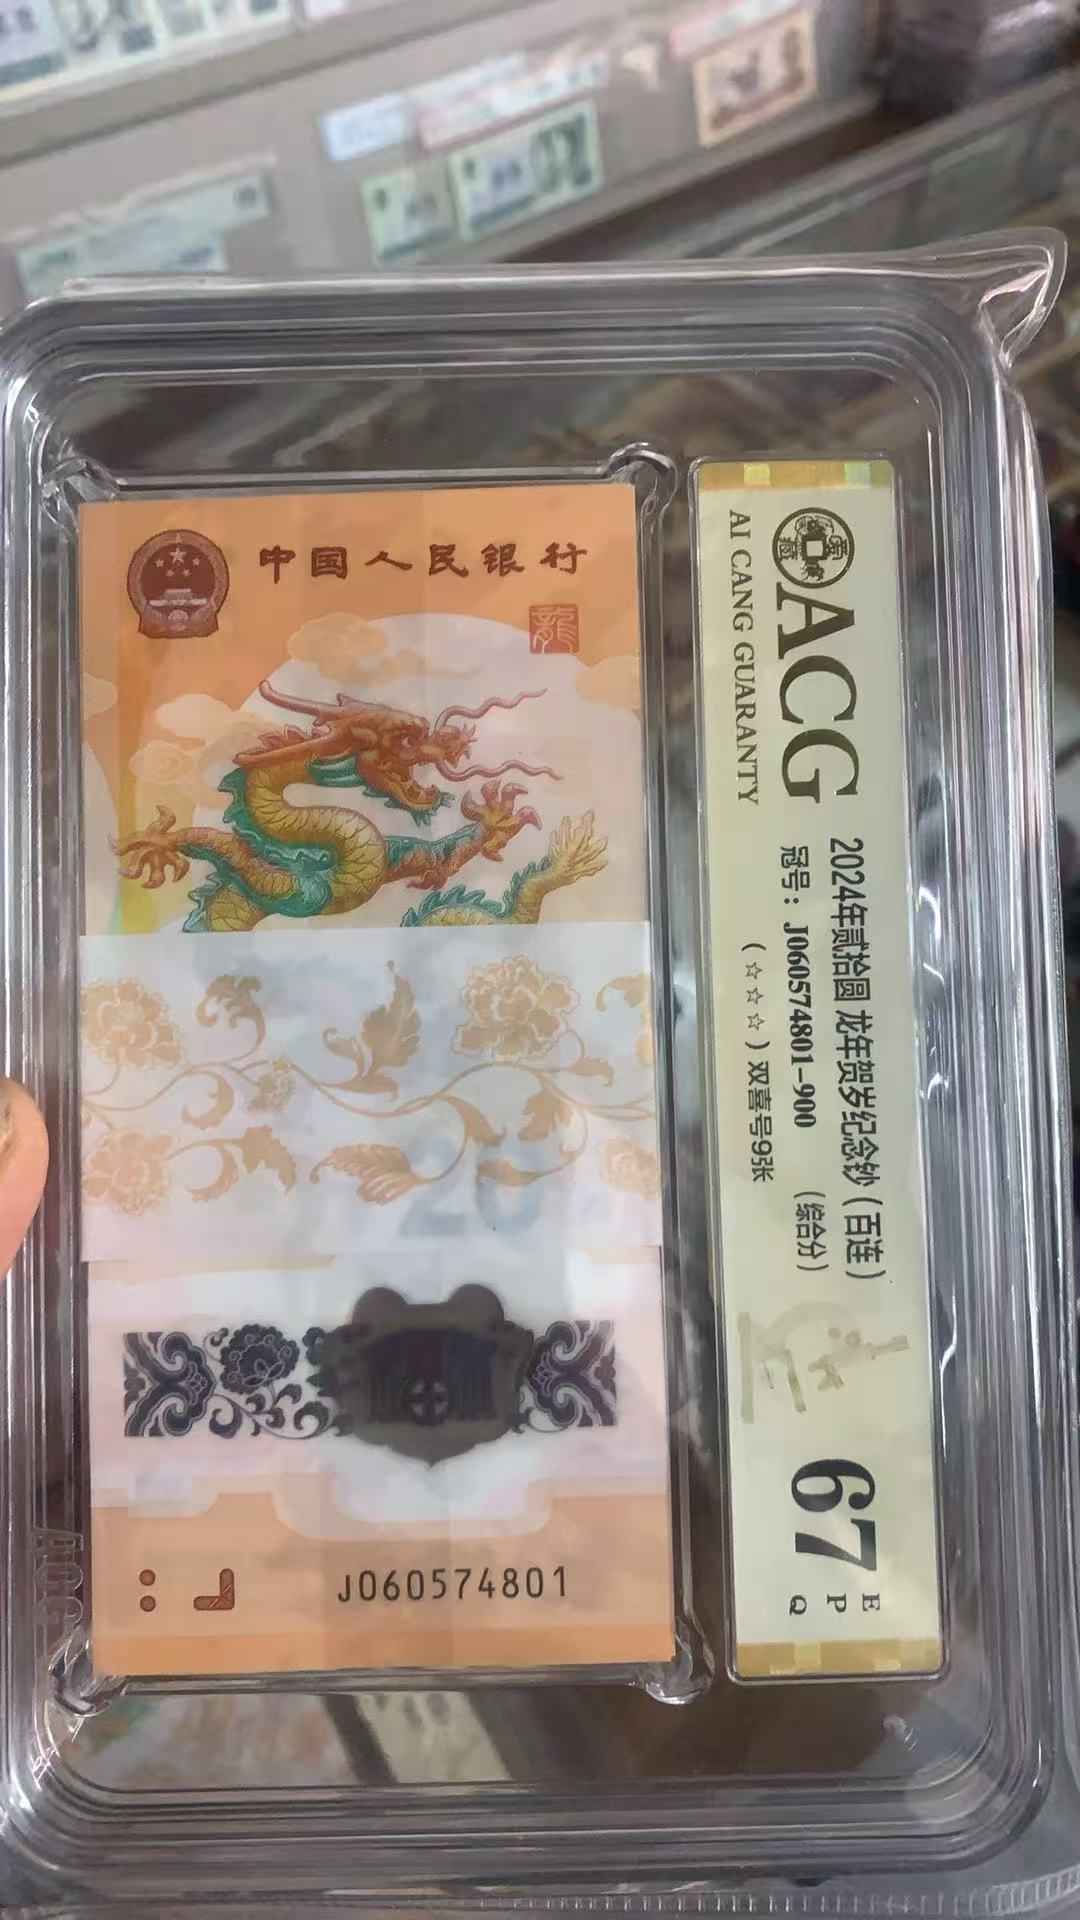 中国人民银行
龍
J060574801
ACG
AI CANG GUARANTY
2024年贰拾圆 龙年贺岁纪念钞（百连）
冠号：J060574801-900 （综合分）
（☆☆☆）双喜号9张
67
E
P
Q
ACG